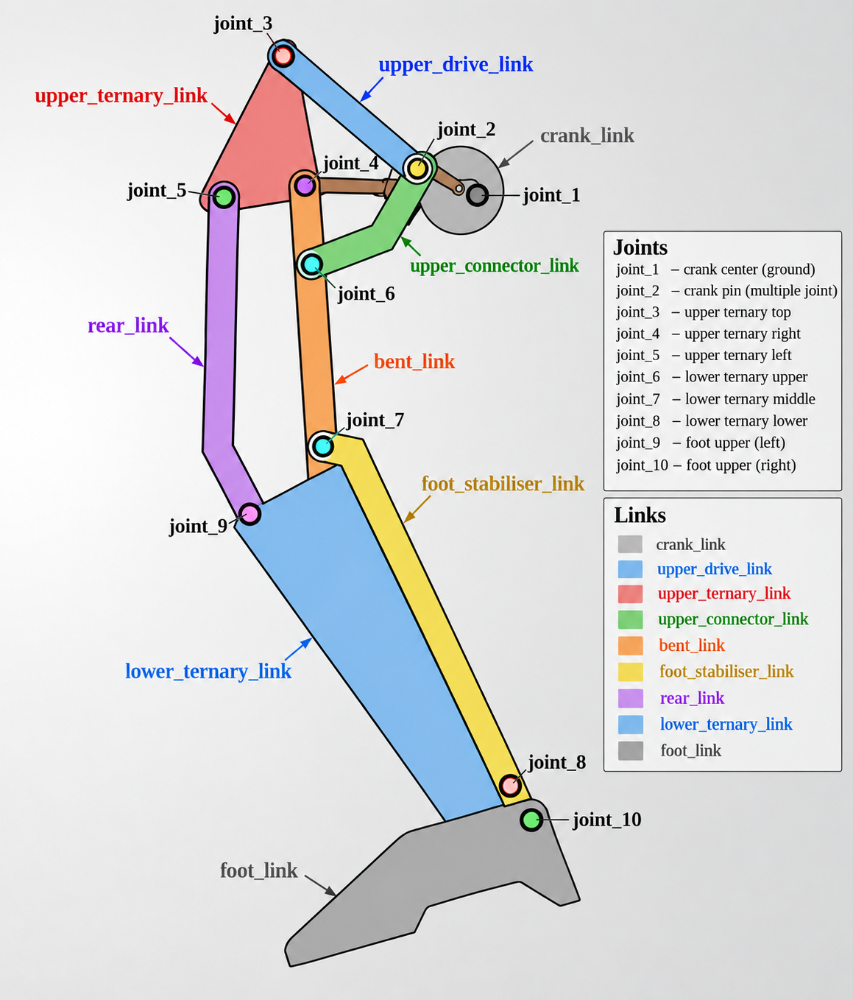 joint_3
upper_drive_link
upper_ternary_link
joint_2
crank_link
joint_4
joint_5
joint_1
upper_connector_link
joint_6
rear_link
bent_link
joint_7
foot_stabiliser_link
joint_9
lower_ternary_link
joint_8
joint_10
foot_link
Joints
joint_1 – crank center (ground)
joint_2 – crank pin (multiple joint)
joint_3 – upper ternary top
joint_4 – upper ternary right
joint_5 – upper ternary left
joint_6 – lower ternary upper
joint_7 – lower ternary middle
joint_8 – lower ternary lower
joint_9 – foot upper (left)
joint_10 – foot upper (right)
Links
crank_link
upper_drive_link
upper_ternary_link
upper_connector_link
bent_link
foot_stabiliser_link
rear_link
lower_ternary_link
foot_link